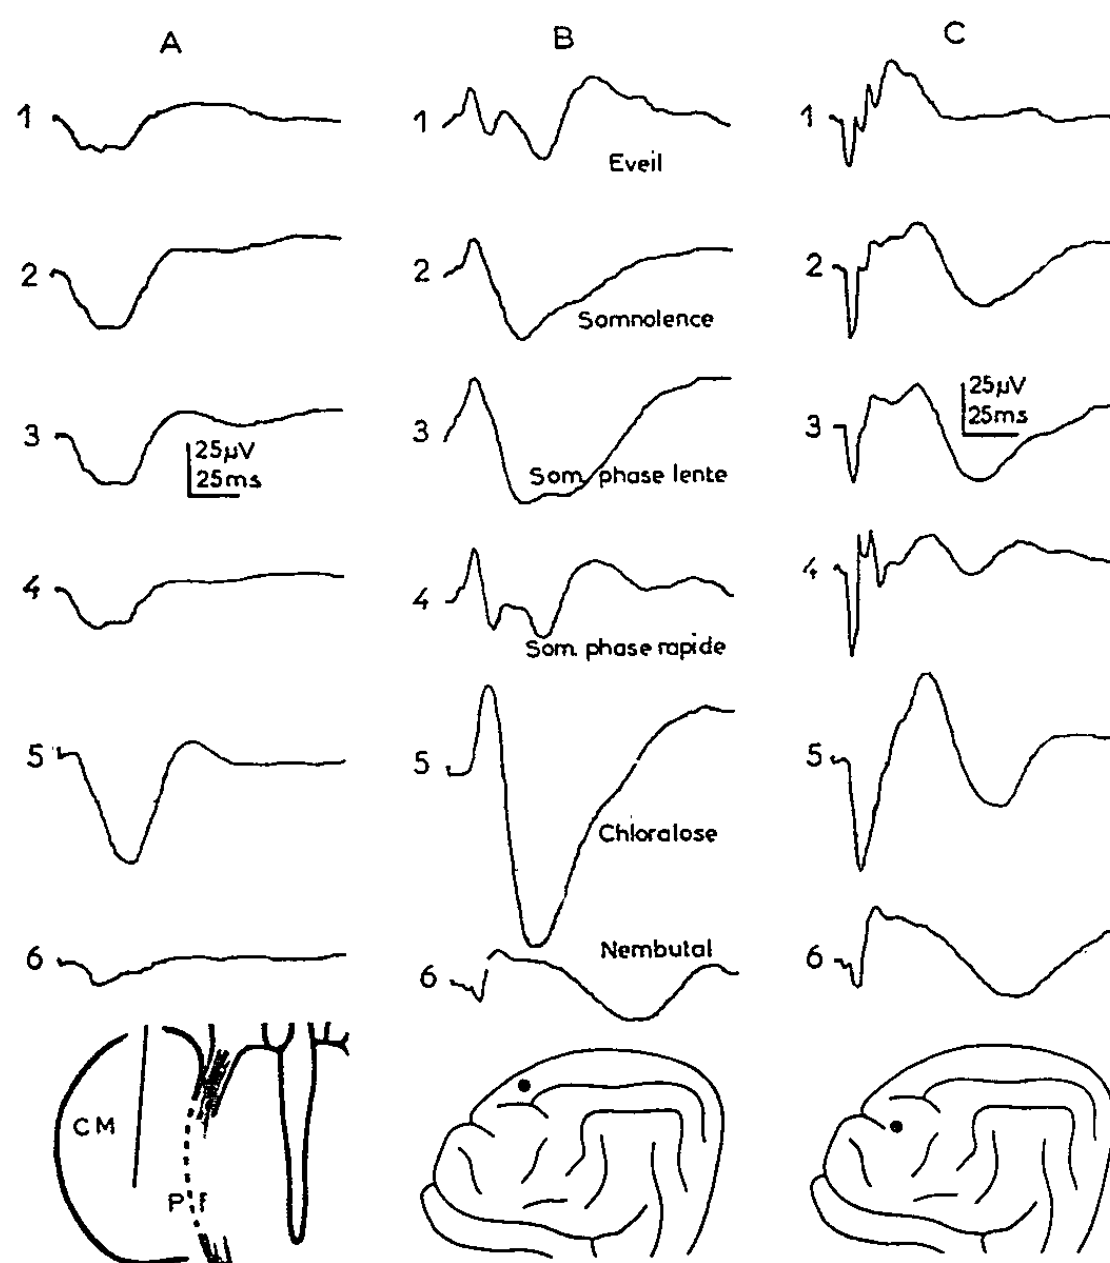 A B C
1 1 1
Eveil
2 2 2
Somnolence
3 3 3
25µV
25ms
25µV
25ms
Som. phase lente
4 4 4
Som. phase rapide
5 5 5
Chloralose
6 6 6
Nembutal
CM
Pf